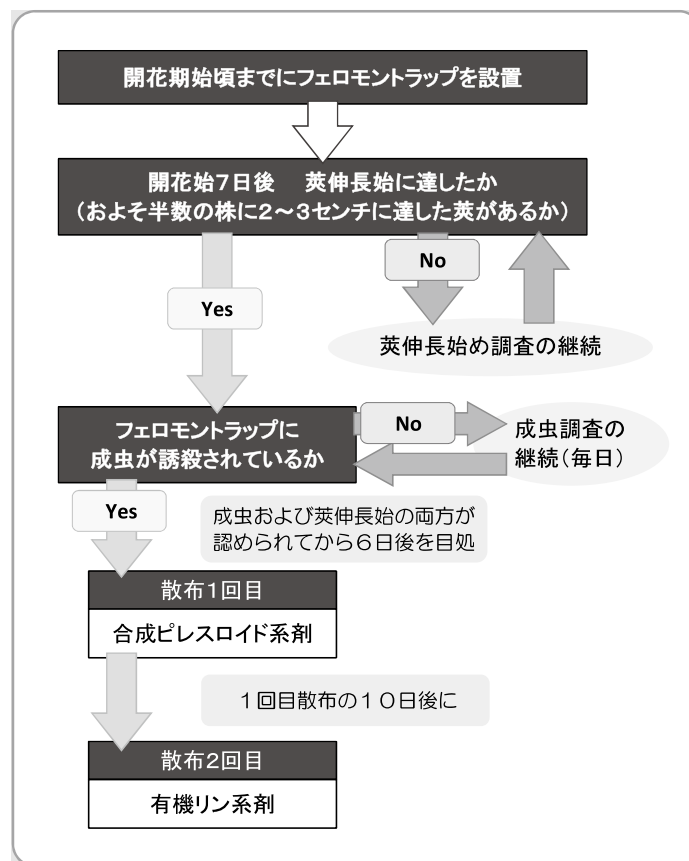 開花期始頃までにフェロモントラップを設置
開花始7日後　莢伸長始に達したか
（およそ半数の株に2～3センチに達した莢があるか）
No
Yes
莢伸長始め調査の継続
フェロモントラップに
成虫が誘殺されているか
No
成虫調査の
継続（毎日）
Yes
成虫および莢伸長始の両方が
認められてから６日後を目処
散布1回目
合成ピレスロイド系剤
１回目散布の１０日後に
散布2回目
有機リン系剤